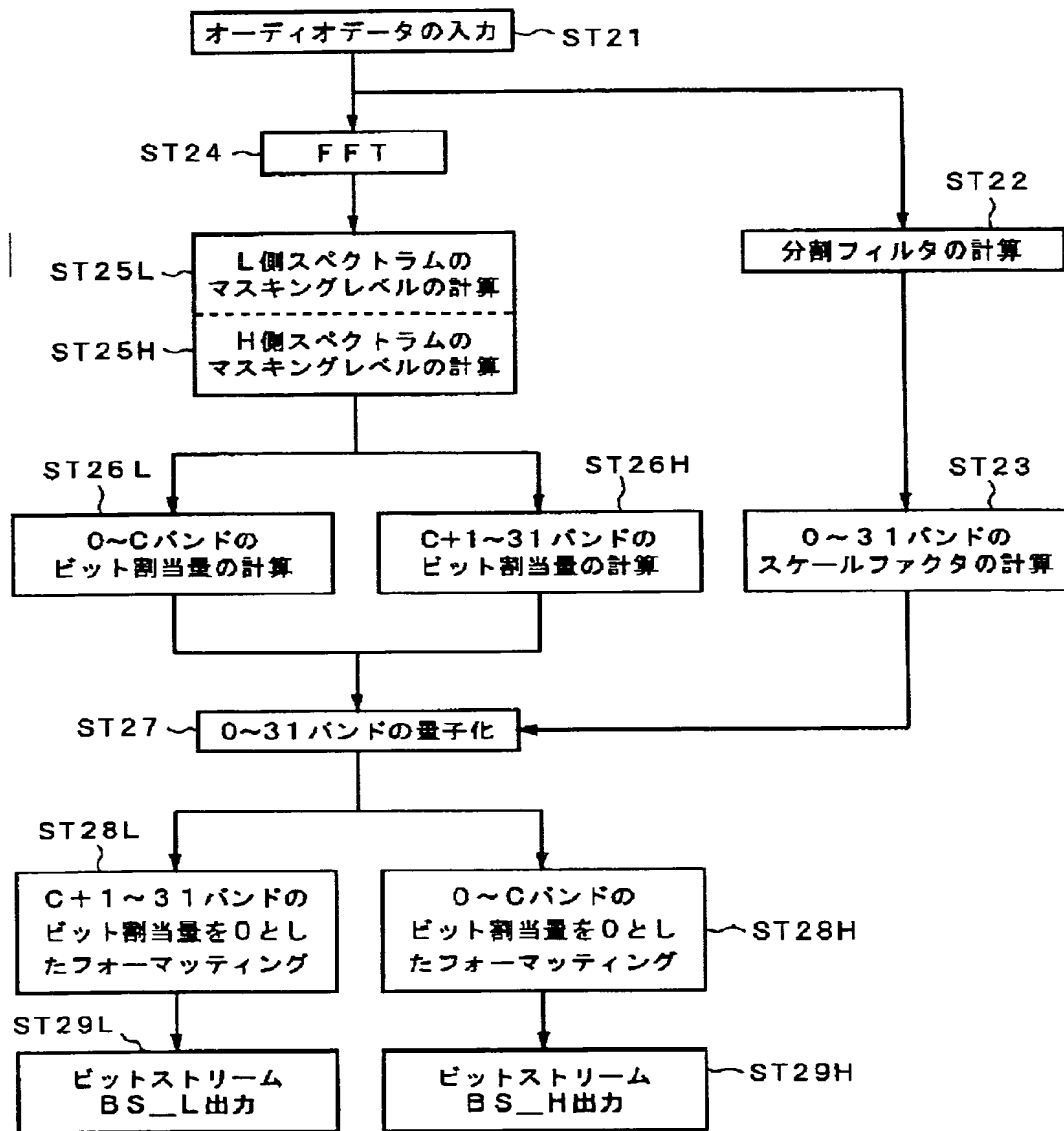 オーディオデータの入力
ST21
ST24
FFT
ST22
分割フィルタの計算
ST25L
L側スペクトラムの
マスキングレベルの計算
ST25H
H側スペクトラムの
マスキングレベルの計算
ST26L
0~Cバンドの
ビット割当量の計算
ST26H
C+1~31バンドの
ビット割当量の計算
ST23
0~31バンドの
スケールファクタの計算
ST27
0~31バンドの量子化
ST28L
C+1~31バンドの
ビット割当量を0とし
たフォーマッティング
0~Cバンドの
ビット割当量を0とし
たフォーマッティング
ST28H
ST29L
ビットストリーム
BS__L出力
ビットストリーム
BS__H出力
ST29H